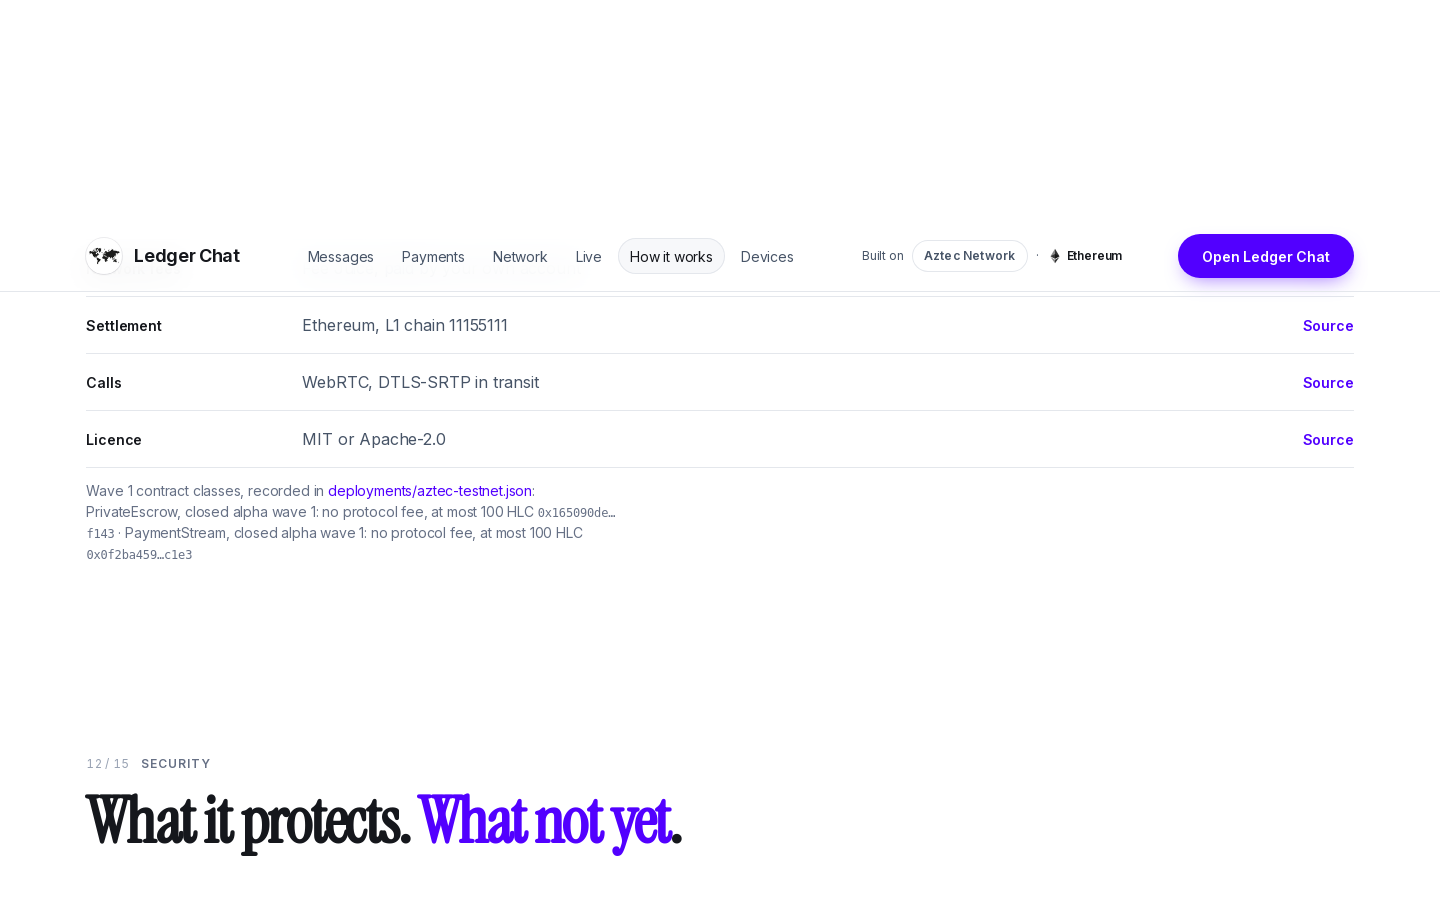 Ledger Chat
Messages Payments Network Live How it works Devices
Built on Aztec Network · Ethereum
Open Ledger Chat
Settlement Ethereum, L1 chain 11155111 Source
Calls WebRTC, DTLS-SRTP in transit Source
Licence MIT or Apache-2.0 Source
Wave 1 contract classes, recorded in deployments/aztec-testnet.json:
PrivateEscrow, closed alpha wave 1: no protocol fee, at most 100 HLC 0x165090de…
f143 · PaymentStream, closed alpha wave 1: no protocol fee, at most 100 HLC
0x0f2ba459…c1e3
12/15 SECURITY
What it protects. What not yet.